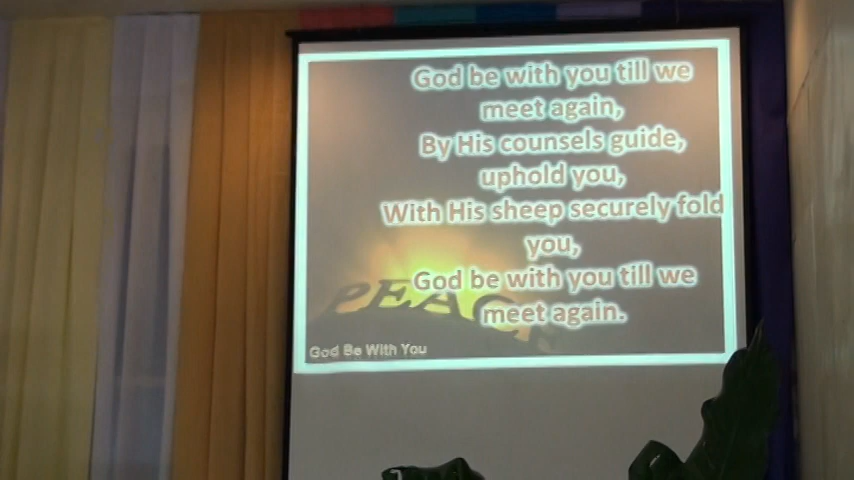 God be with you till we
meet again,
By His counsels guide,
uphold you,
With His sheep securely fold
you,
God be with you till we
meet again.
PEACE
God Be With You